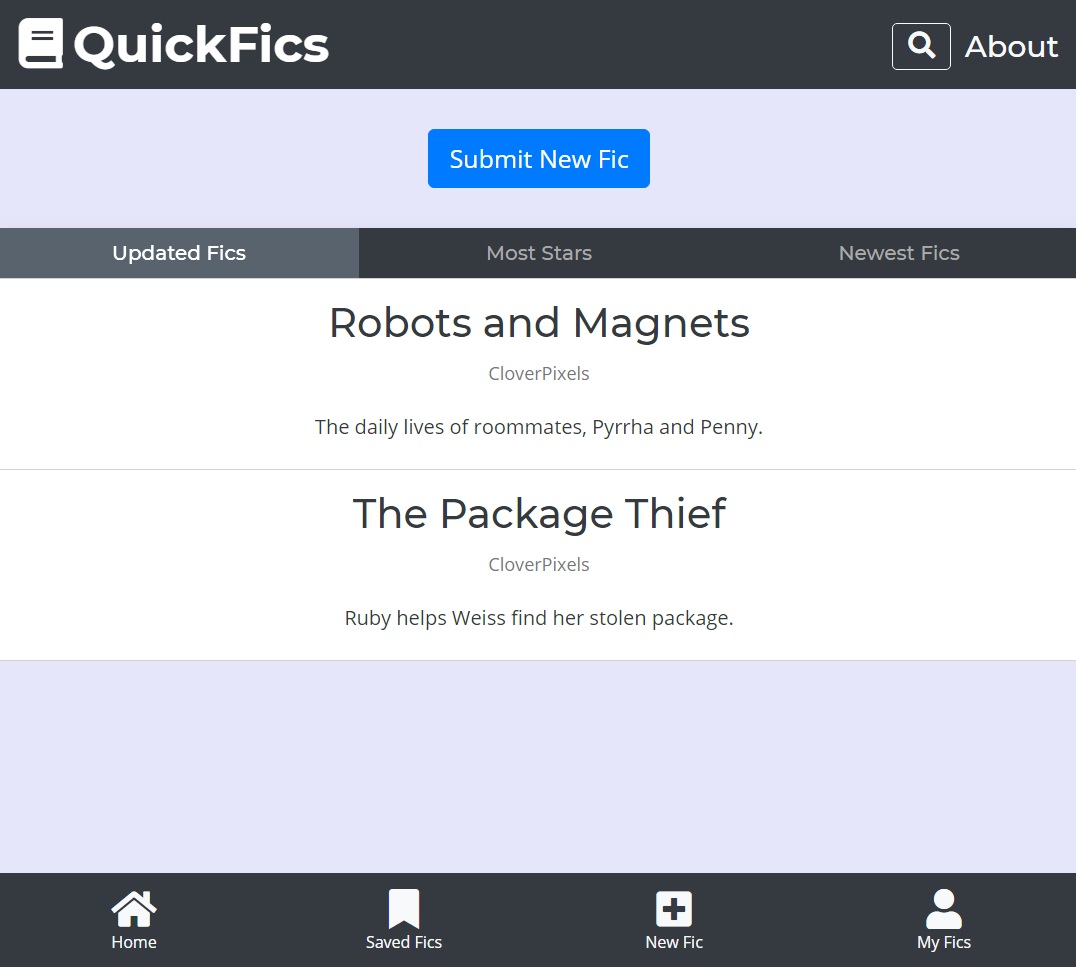 QuickFics
About
Submit New Fic
Updated Fics
Most Stars
Newest Fics
Robots and Magnets
CloverPixels
The daily lives of roommates, Pyrrha and Penny.
The Package Thief
CloverPixels
Ruby helps Weiss find her stolen package.
Home
Saved Fics
New Fic
My Fics